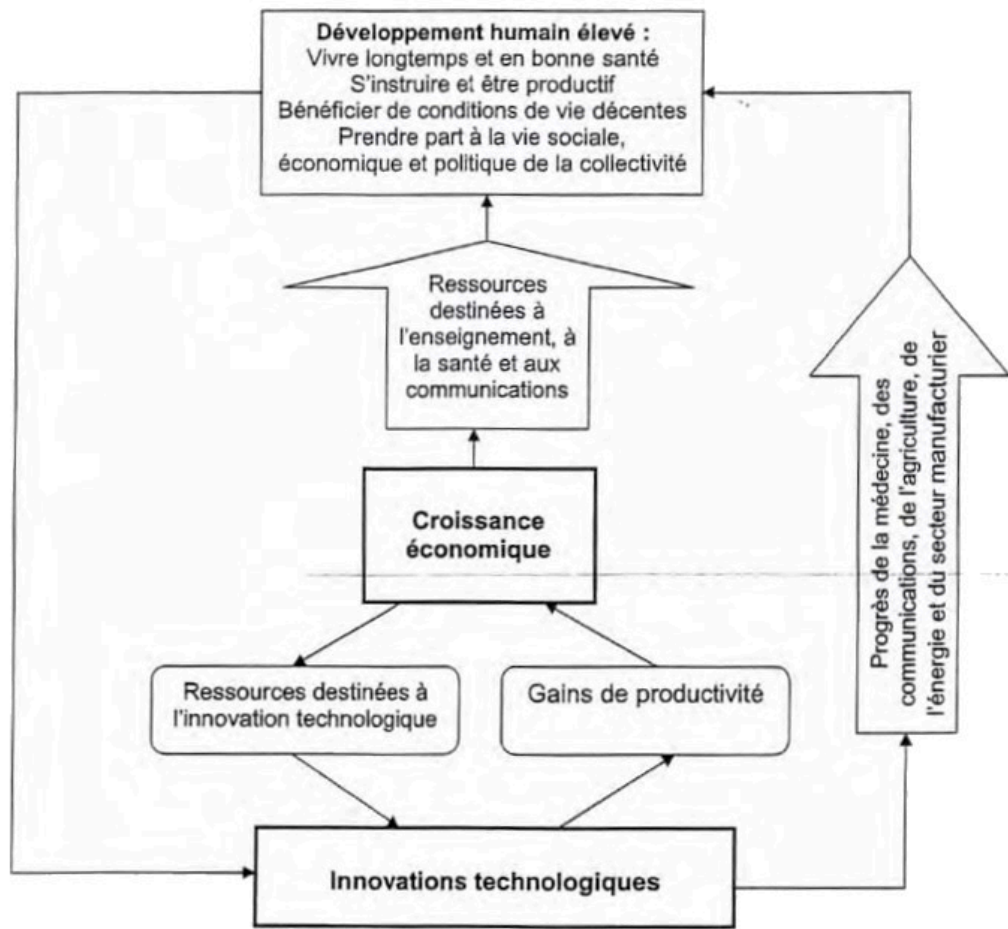 Développement humain élevé :
Vivre longtemps et en bonne santé
S'instruire et être productif
Bénéficier de conditions de vie décentes
Prendre part à la vie sociale,
économique et politique de la collectivité
Ressources
destinées à
l'enseignement, à
la santé et aux
communications
Progrès de la médecine, des
communications, de l'agriculture, de
l'énergie et du secteur manufacturier
Croissance
économique
Ressources destinées à
l'innovation technologique
Gains de productivité
Innovations technologiques